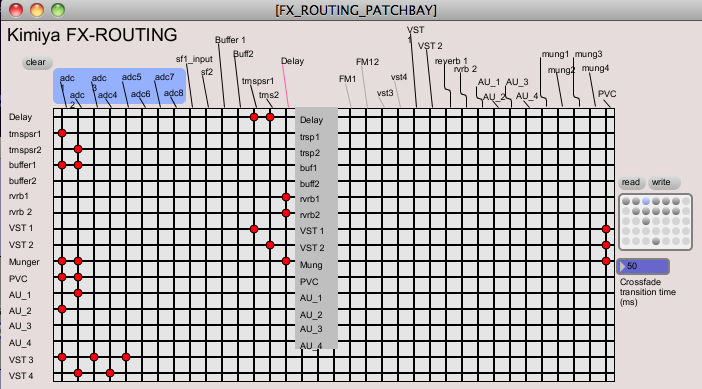 [FX_ROUTING_PATCHBAY]
Kimiya FX-ROUTING
clear
adc 1
adc 2
adc 3
adc4
adc5
adc6
adc7
adc8
sf1_input
sf2
Buffer 1
Buff2
trnspsr1
trns2
Delay
FM1
FM12
vst3
vst4
VST 1
VST 2
reverb 1
rvrb 2
AU_1
AU_2
AU_3
AU_4
mung1
mung2
mung3
mung4
PVC
Delay
trnspsr1
trnspsr2
buffer1
buffer2
rvrb1
rvrb 2
VST 1
VST 2
Munger
PVC
AU_1
AU_2
AU_3
AU_4
VST 3
VST 4
Delay
trsp1
trsp2
buf1
buff2
rvrb1
rvrb2
VST 1
VST 2
Mung
PVC
AU_1
AU_2
AU_3
AU_4
read
write
50
Crossfade
transition time
(ms)